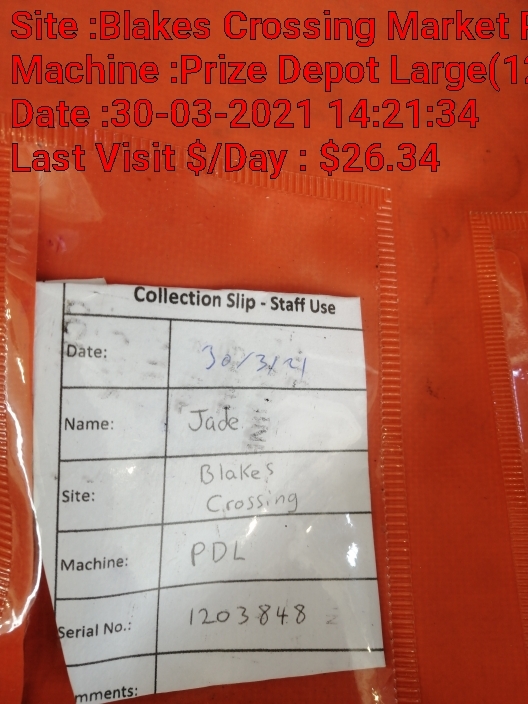 Site :Blakes Crossing Market
Machine :Prize Depot Large(12
Date :30-03-2021 14:21:34
Last Visit $/Day : $26.34
Collection Slip - Staff Use
Date: 30/3/21
Name: Jade
Site: Blakes
Crossing
Machine: PDL
Serial No.: 1203848
mments: